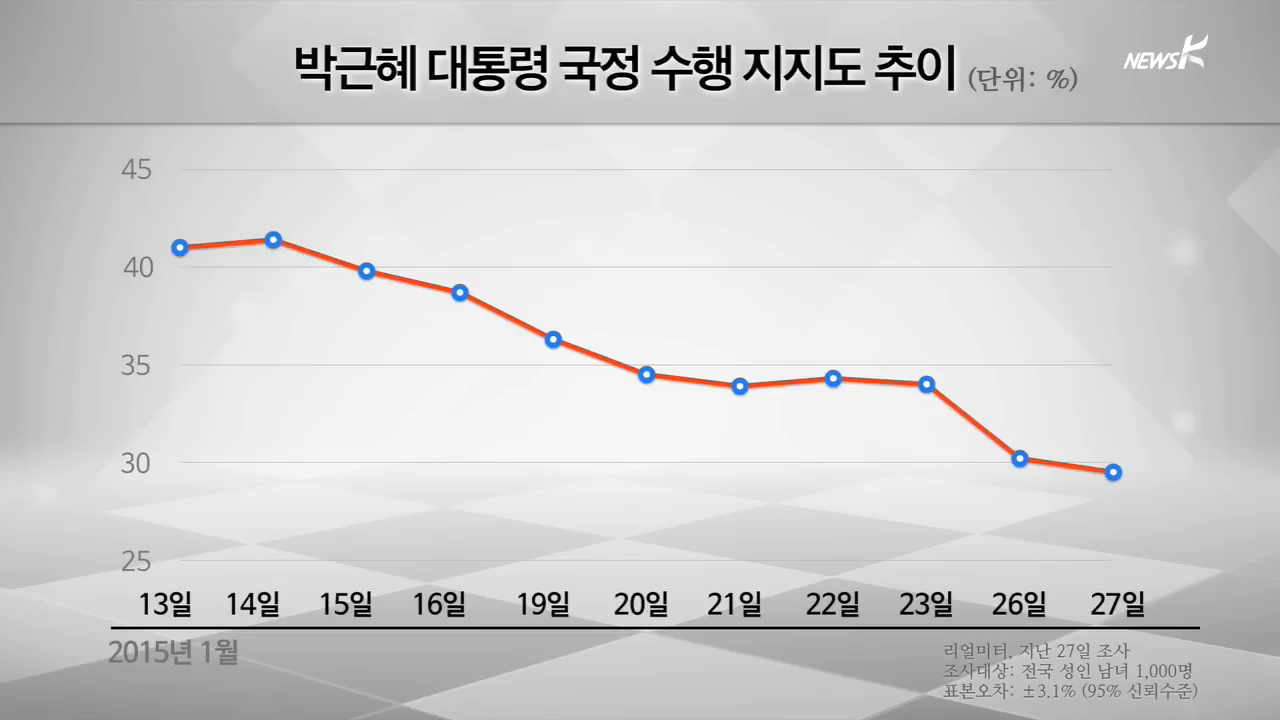 박근혜 대통령 국정 수행 지지도 추이 (단위: %)
NEWSK
45
40
35
30
25
13일 14일 15일 16일 19일 20일 21일 22일 23일 26일 27일
2015년 1월
리얼미터, 지난 27일 조사
조사대상: 전국 성인 남녀 1,000명
표본오차: ±3.1% (95% 신뢰수준)